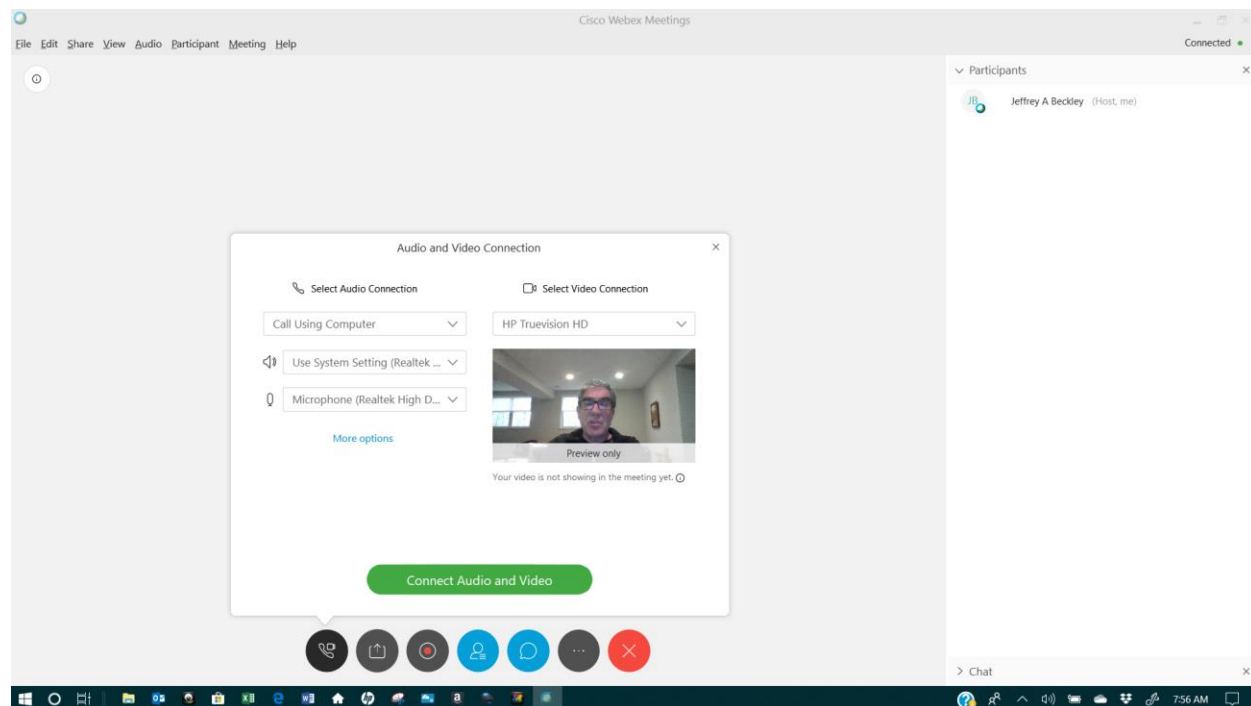 Cisco Webex Meetings
File Edit Share View Audio Participant Meeting Help
Connected
Participants
JB
Jeffrey A Beckley (Host, me)
Audio and Video Connection
Select Audio Connection
Select Video Connection
Call Using Computer
HP Truevision HD
Use System Setting (Realtek ...
Microphone (Realtek High D...
More options
Preview only
Your video is not showing in the meeting yet.
Connect Audio and Video
Chat
7:56 AM